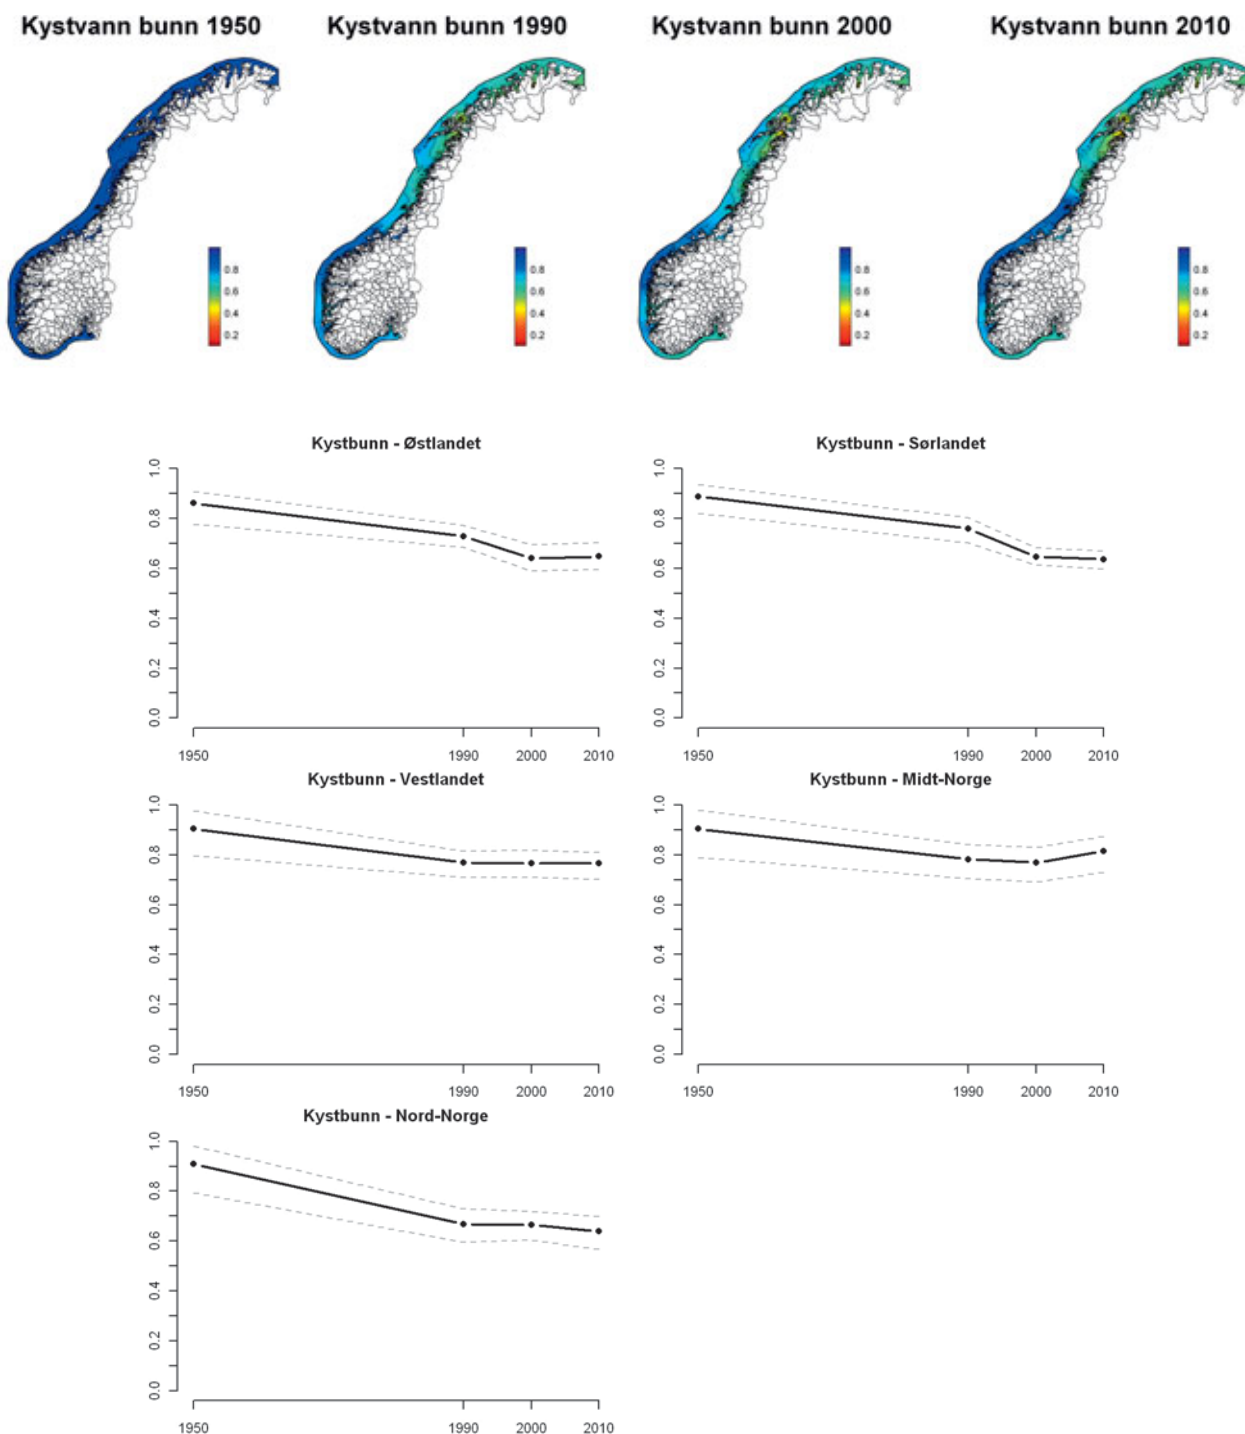 Kystvann bunn 1950 Kystvann bunn 1990 Kystvann bunn 2000 Kystvann bunn 2010
0.8 0.8 0.8 0.8
0.6 0.6 0.6 0.6
0.4 0.4 0.4 0.4
0.2 0.2 0.2 0.2
Kystbunn - Østlandet
1.0
0.8
0.6
0.4
0.2
0.0
1950 1990 2000 2010
Kystbunn - Sørlandet
1.0
0.8
0.6
0.4
0.2
0.0
1950 1990 2000 2010
Kystbunn - Vestlandet
1.0
0.8
0.6
0.4
0.2
0.0
1950 1990 2000 2010
Kystbunn - Midt-Norge
1.0
0.8
0.6
0.4
0.2
0.0
1950 1990 2000 2010
Kystbunn - Nord-Norge
1.0
0.8
0.6
0.4
0.2
0.0
1950 1990 2000 2010